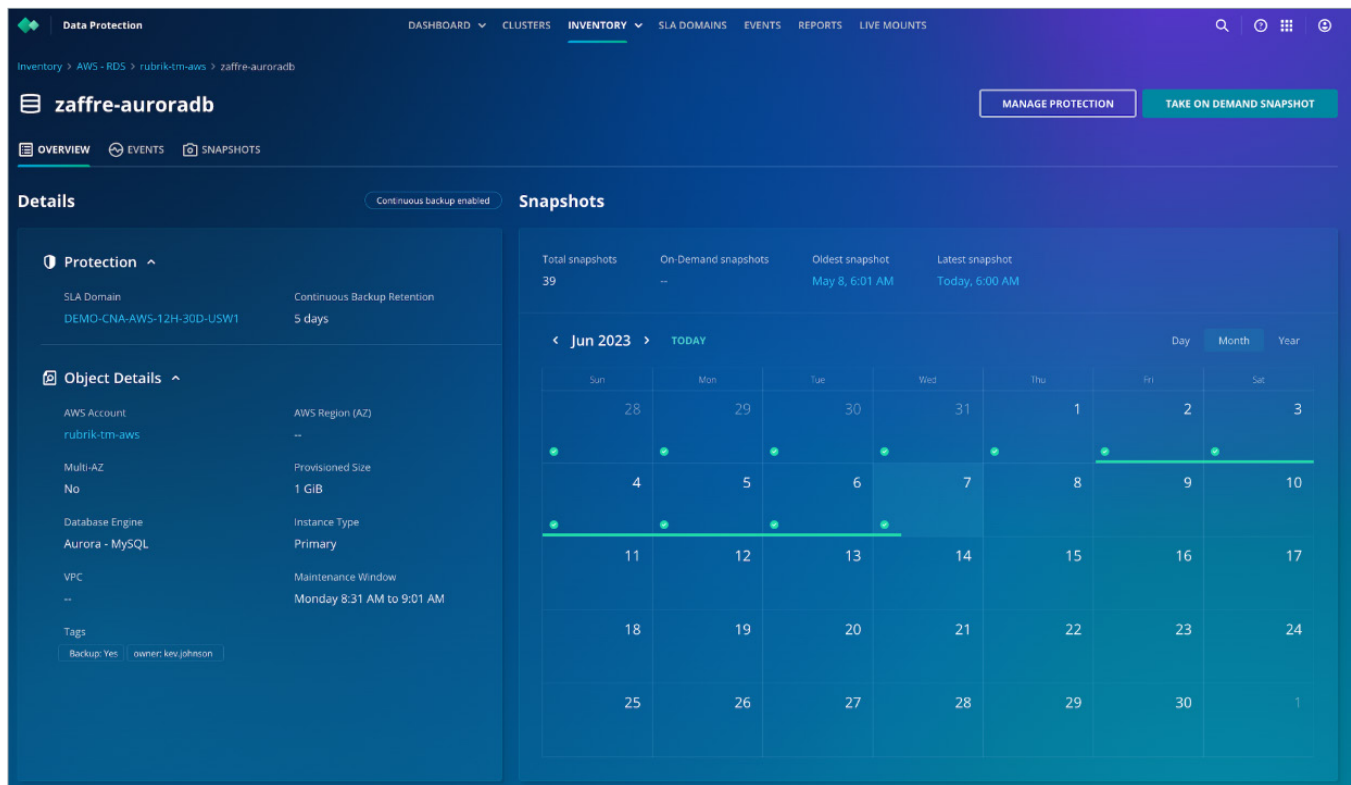 Data Protection
DASHBOARD CLUSTERS INVENTORY SLA DOMAINS EVENTS REPORTS LIVE MOUNTS
Inventory > AWS - RDS > rubrik-tm-aws > zaffre-auroradb
zaffre-auroradb
MANAGE PROTECTION
TAKE ON DEMAND SNAPSHOT
OVERVIEW EVENTS SNAPSHOTS
Details
Continuous backup enabled
Protection
SLA Domain Continuous Backup Retention
DEMO-CNA-AWS-12H-30D-USW1 5 days
Object Details
AWS Account AWS Region (AZ)
rubrik-tm-aws --
Multi-AZ Provisioned Size
No 1 GiB
Database Engine Instance Type
Aurora - MySQL Primary
VPC Maintenance Window
-- Monday 8:31 AM to 9:01 AM
Tags
Backup: Yes owner: kev.johnson
Snapshots
Total snapshots On-Demand snapshots Oldest snapshot Latest snapshot
39 -- May 8, 6:01 AM Today, 6:00 AM
< Jun 2023 > TODAY Day Month Year
Sun Mon Tue Wed Thu Fri Sat
28 29 30 31 1 2 3
4 5 6 7 8 9 10
11 12 13 14 15 16 17
18 19 20 21 22 23 24
25 26 27 28 29 30 1